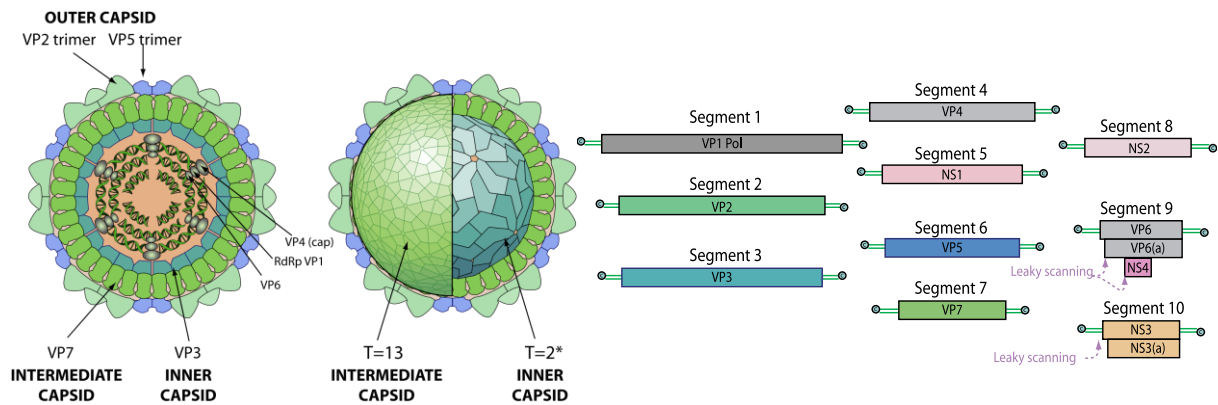 OUTER CAPSID
VP2 trimer VP5 trimer
VP4 (cap)
RdRp VP1
VP6
VP7
INTERMEDIATE
CAPSID
VP3
INNER
CAPSID
T=13
INTERMEDIATE
CAPSID
T=2*
INNER
CAPSID
Segment 1
C VP1 Pol C
Segment 2
C VP2 C
Segment 3
C VP3 C
Segment 4
C VP4 C
Segment 5
C NS1 C
Segment 6
C VP5 C
Segment 7
C VP7 C
Segment 8
C NS2 C
Segment 9
C VP6 C
VP6(a)
Leaky scanning NS4
Segment 10
C NS3 C
Leaky scanning NS3(a)